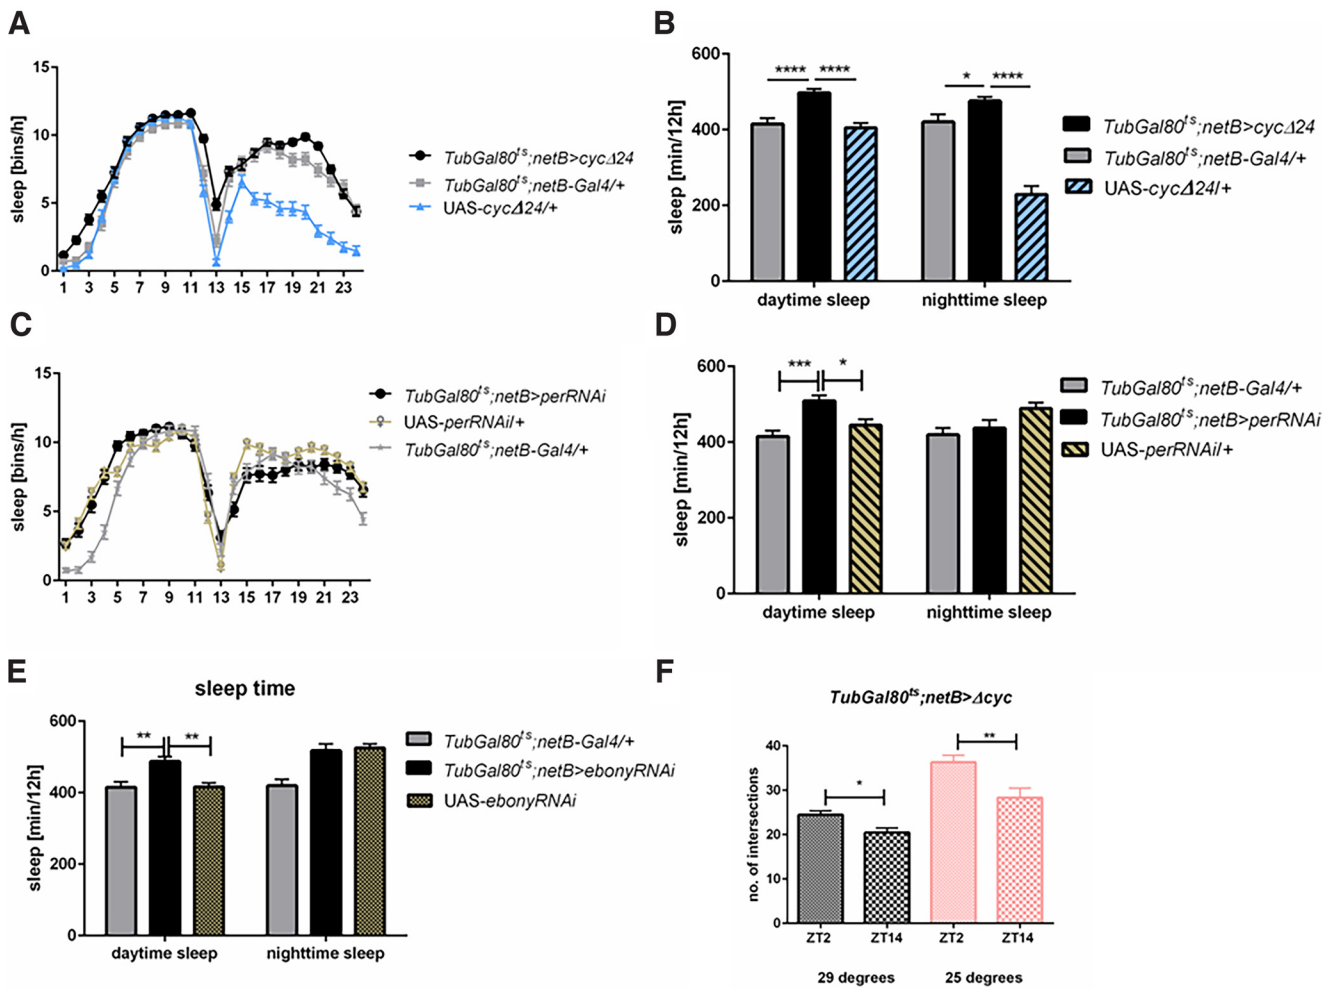 A
15
10
5
0
sleep [bins/h]
1 3 5 7 9 11 13 15 17 19 21 23
TubGal80ts;netB>cycΔ24
TubGal80ts;netB-Gal4/+
UAS-cycΔ24/+
B
600
400
200
0
sleep [min/12h]
**** ****
* ****
daytime sleep nighttime sleep
TubGal80ts;netB>cycΔ24
TubGal80ts;netB-Gal4/+
UAS-cycΔ24I+
C
15
10
5
0
sleep [bins/h]
1 3 5 7 9 11 13 15 17 19 21 23
TubGal80ts;netB>perRNAi
UAS-perRNAiI+
TubGal80ts;netB-Gal4/+
D
600
400
200
0
sleep [min/12h]
*** *
daytime sleep nighttime sleep
TubGal80ts;netB-Gal4/+
TubGal80ts;netB>perRNAi
UAS-perRNAiI+
E
sleep time
600
400
200
0
sleep [min/12h]
** **
daytime sleep nighttime sleep
TubGal80ts;netB-Gal4/+
TubGal80ts;netB>ebonyRNAi
UAS-ebonyRNAi
F
TubGal80ts;netB>Δcyc
40
30
20
10
0
no. of intersections
* **
ZT2 ZT14 ZT2 ZT14
29 degrees 25 degrees